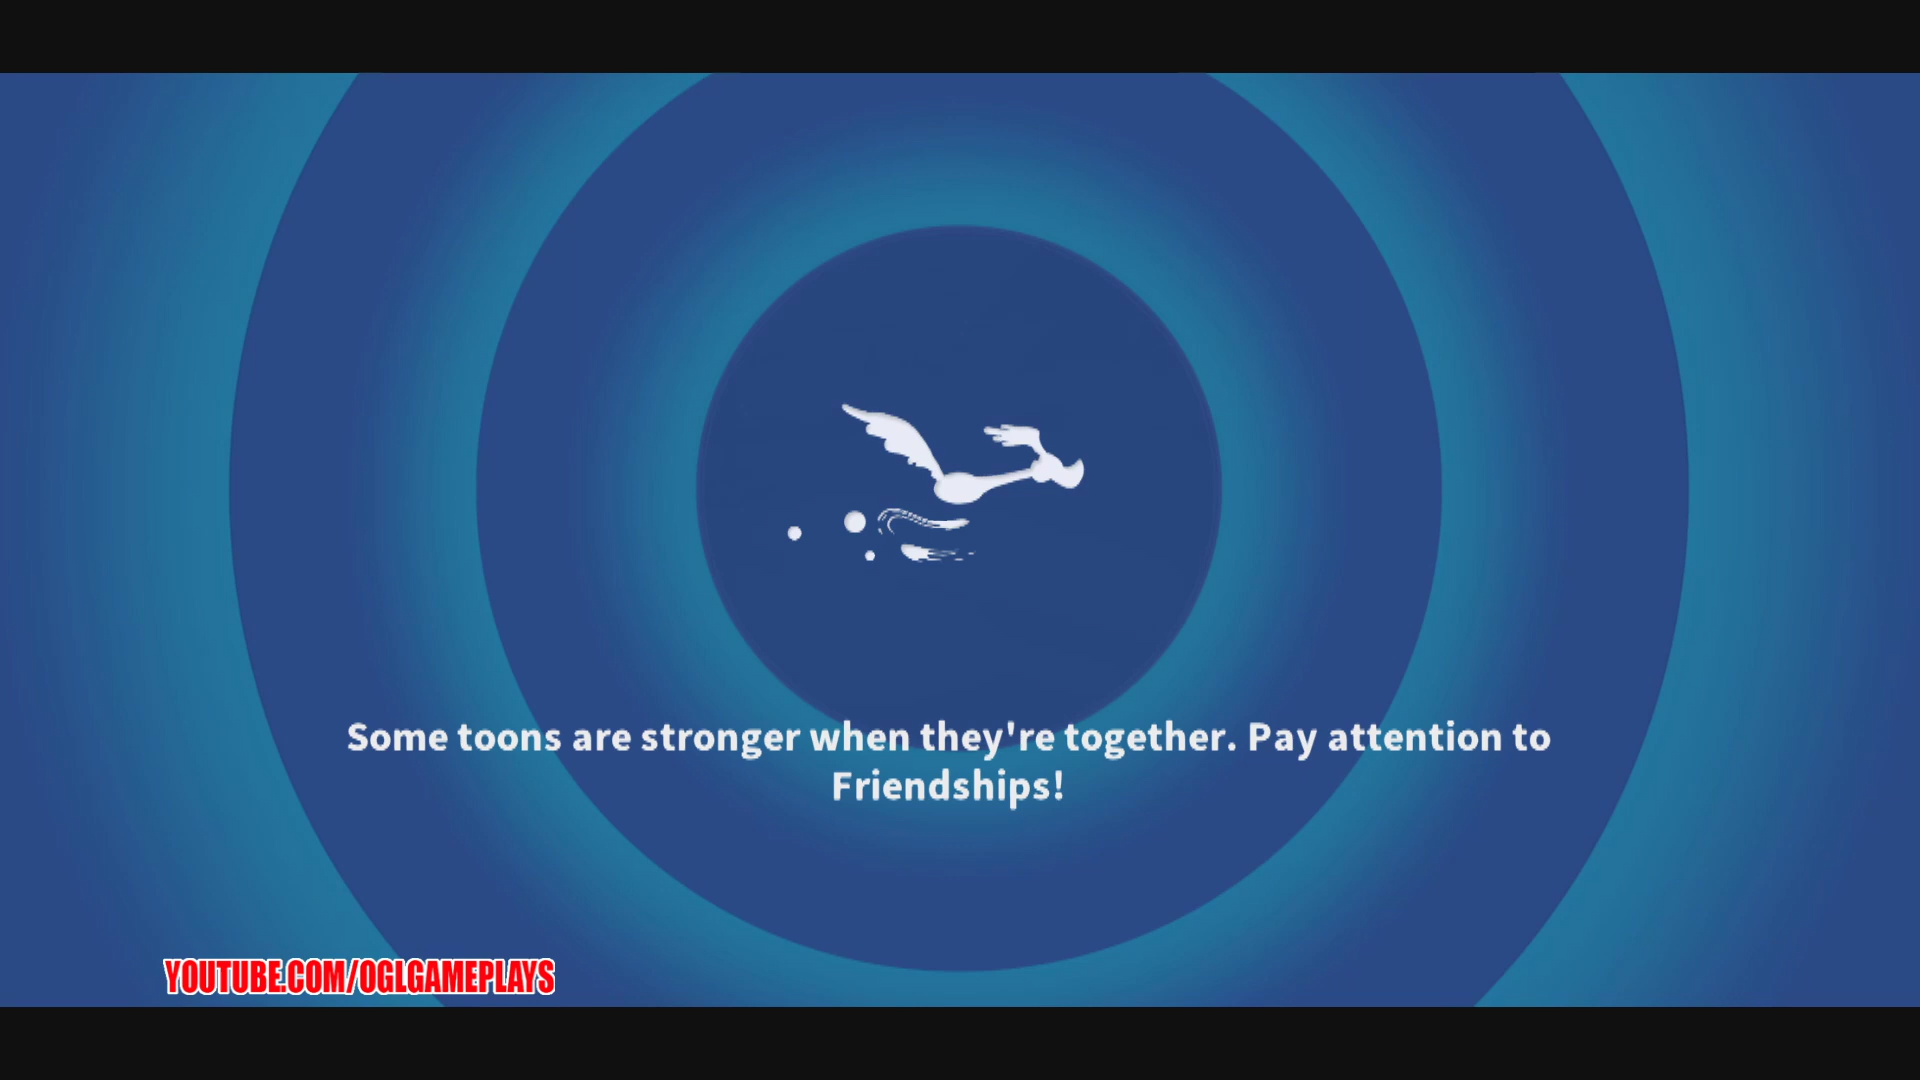 Some toons are stronger when they're together. Pay attention to
Friendships!
YOUTUBE.COM/OGLGAMEPLAYS